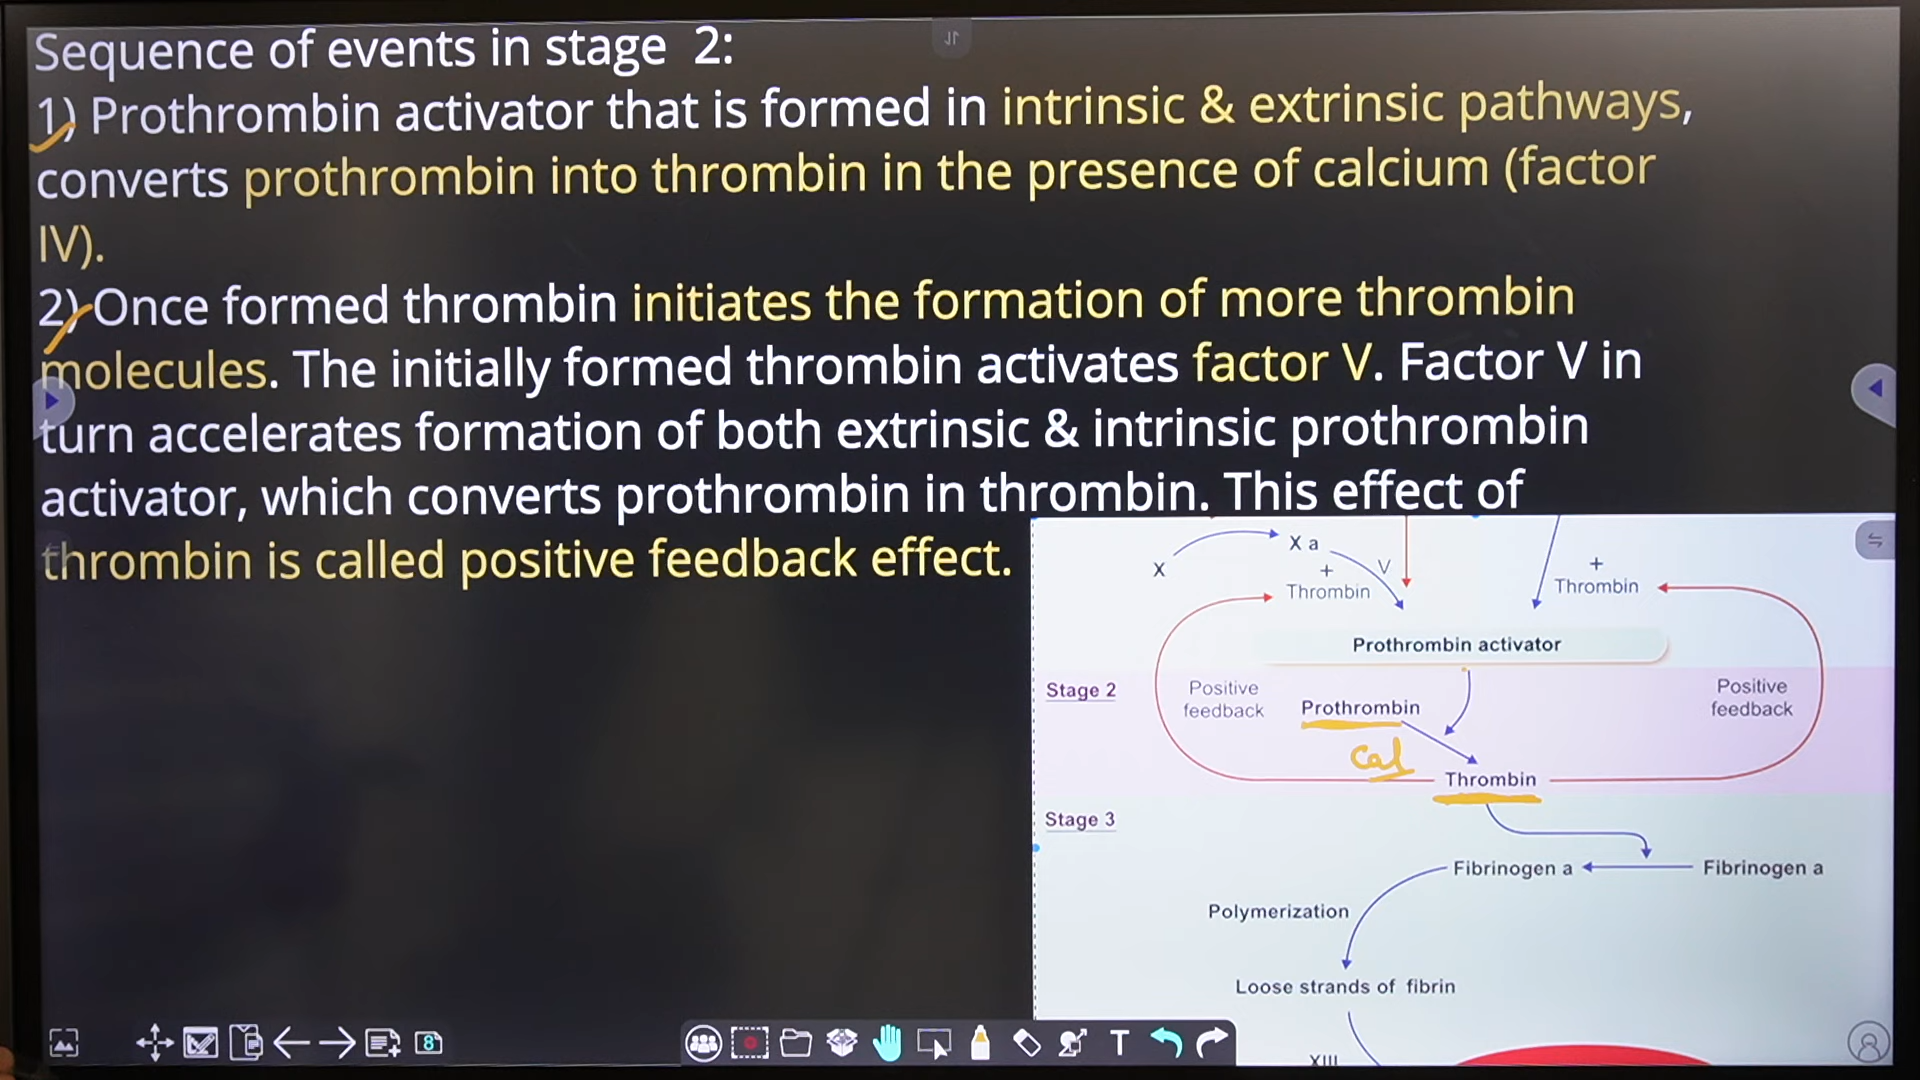 Sequence of events in stage 2:
1) Prothrombin activator that is formed in intrinsic & extrinsic pathways,
converts prothrombin into thrombin in the presence of calcium (factor
IV).
2) Once formed thrombin initiates the formation of more thrombin
molecules. The initially formed thrombin activates factor V. Factor V in
turn accelerates formation of both extrinsic & intrinsic prothrombin
activator, which converts prothrombin in thrombin. This effect of
thrombin is called positive feedback effect.
X
X a
+
Thrombin
V
+
Thrombin
Prothrombin activator
Stage 2
Positive
feedback
Prothrombin
Positive
feedback
Cal
Thrombin
Stage 3
Fibrinogen a
Fibrinogen a
Polymerization
Loose strands of fibrin
XIII
8
T